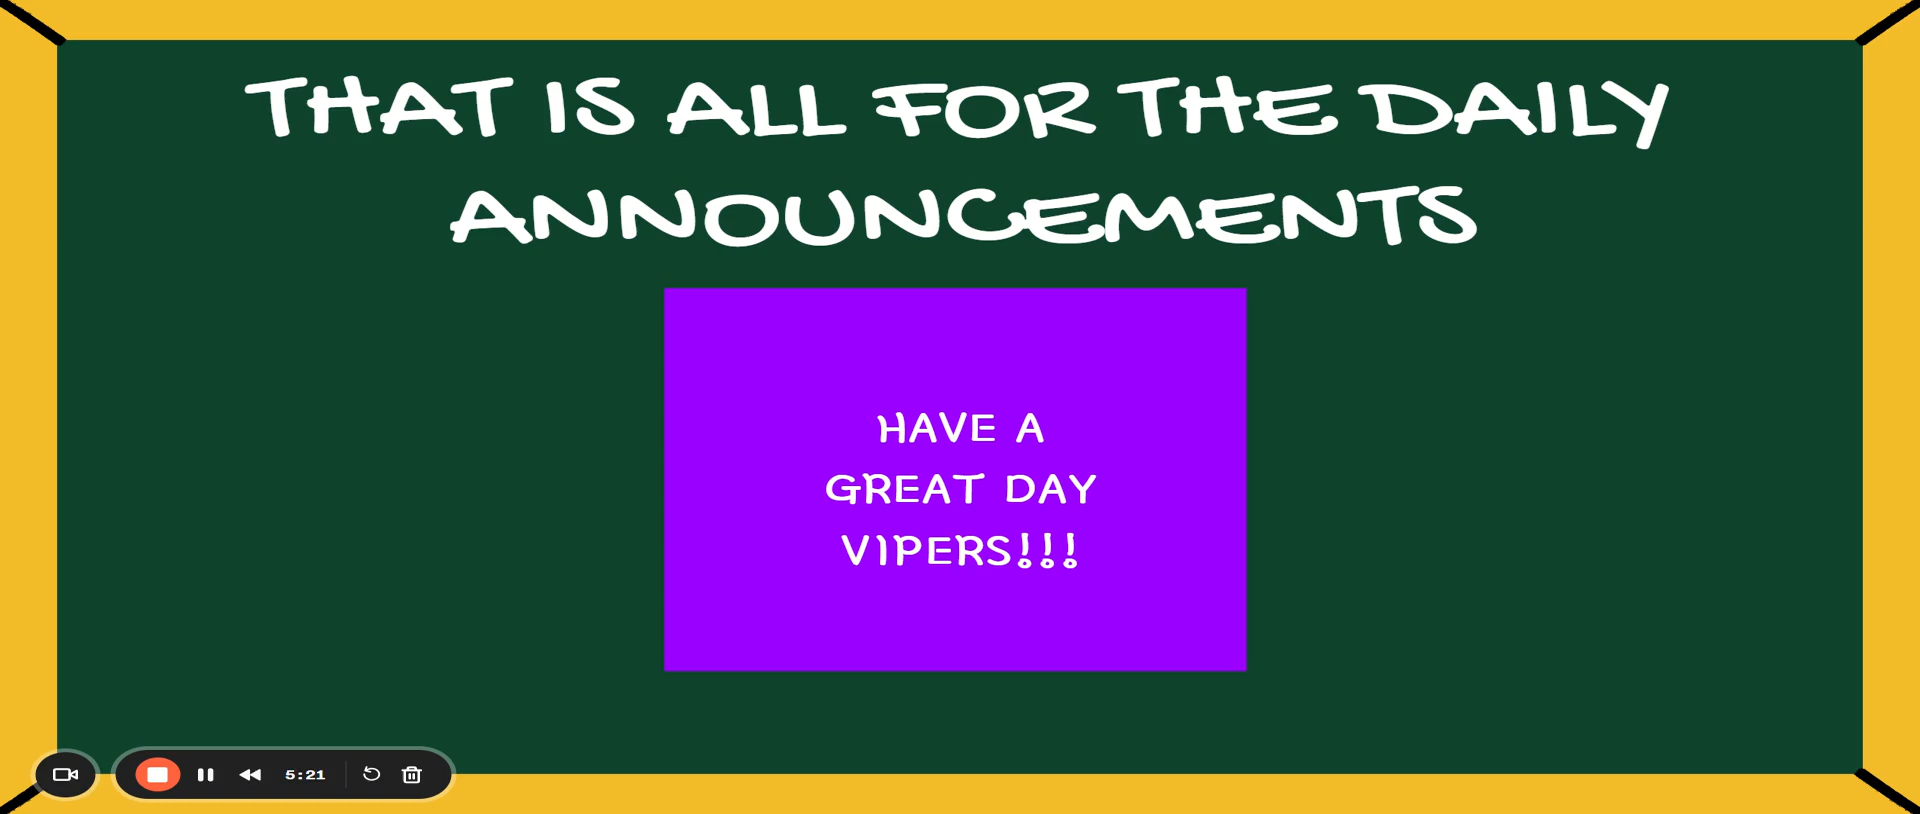 THAT IS ALL FOR THE DAILY
ANNOUNCEMENTS
HAVE A
GREAT DAY
VIPERS!!!
5:21